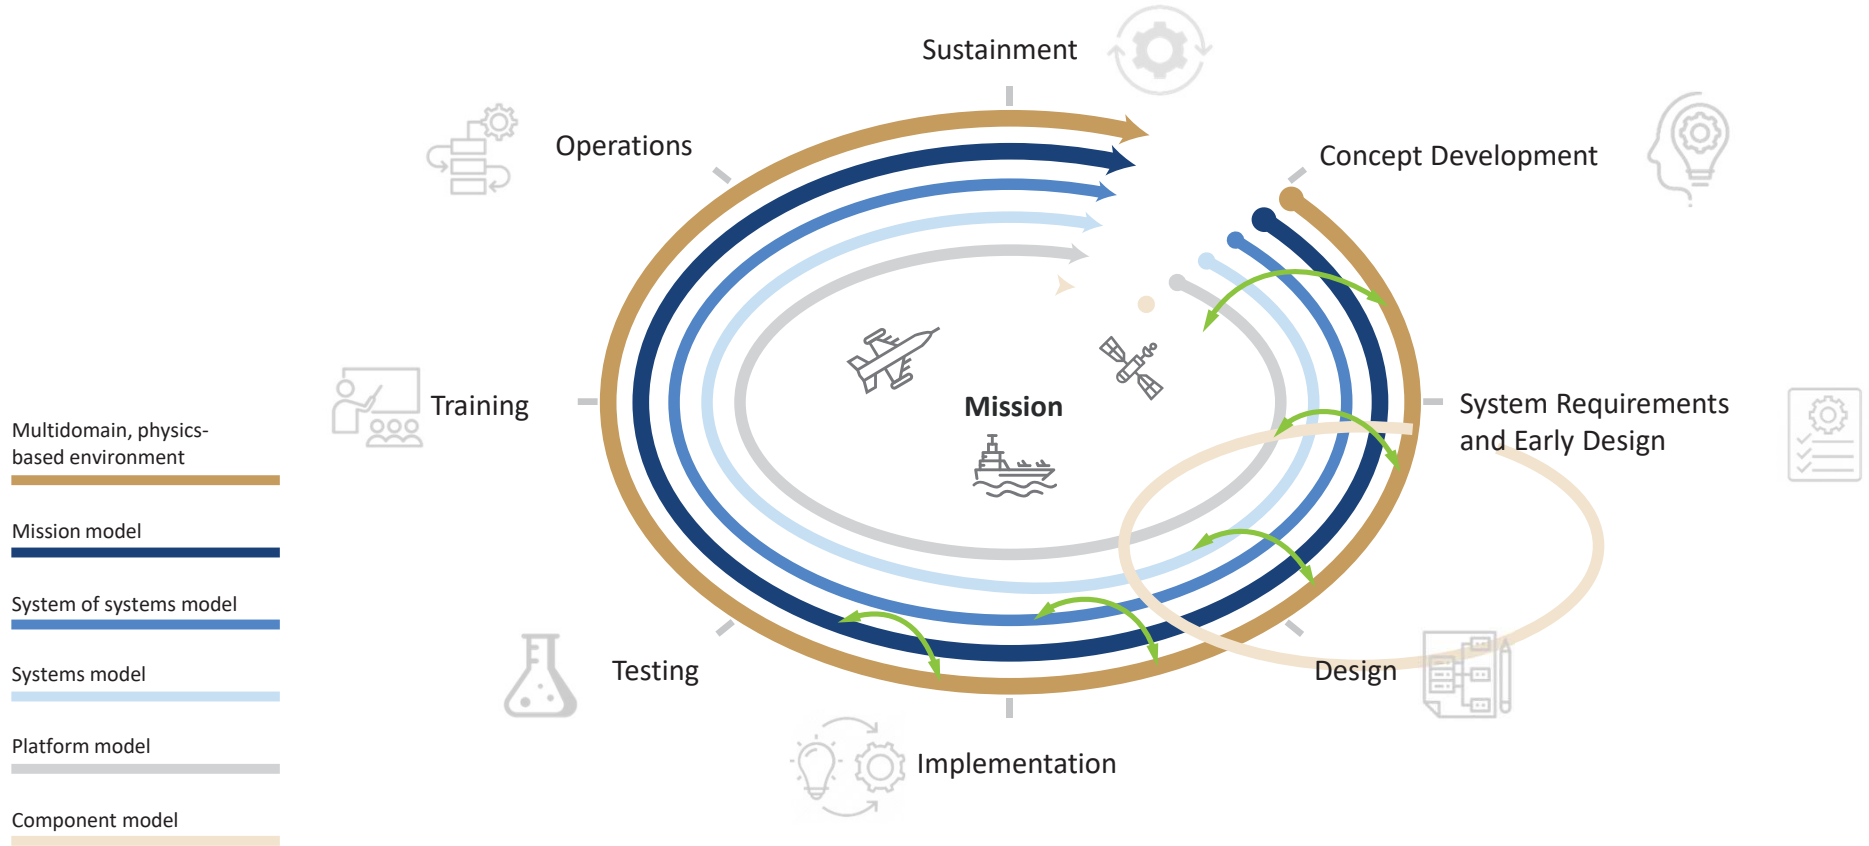 Sustainment
Operations
Concept Development
Training
Mission
System Requirements
and Early Design
Multidomain, physics-
based environment
Mission model
System of systems model
Systems model
Platform model
Component model
Testing
Design
Implementation